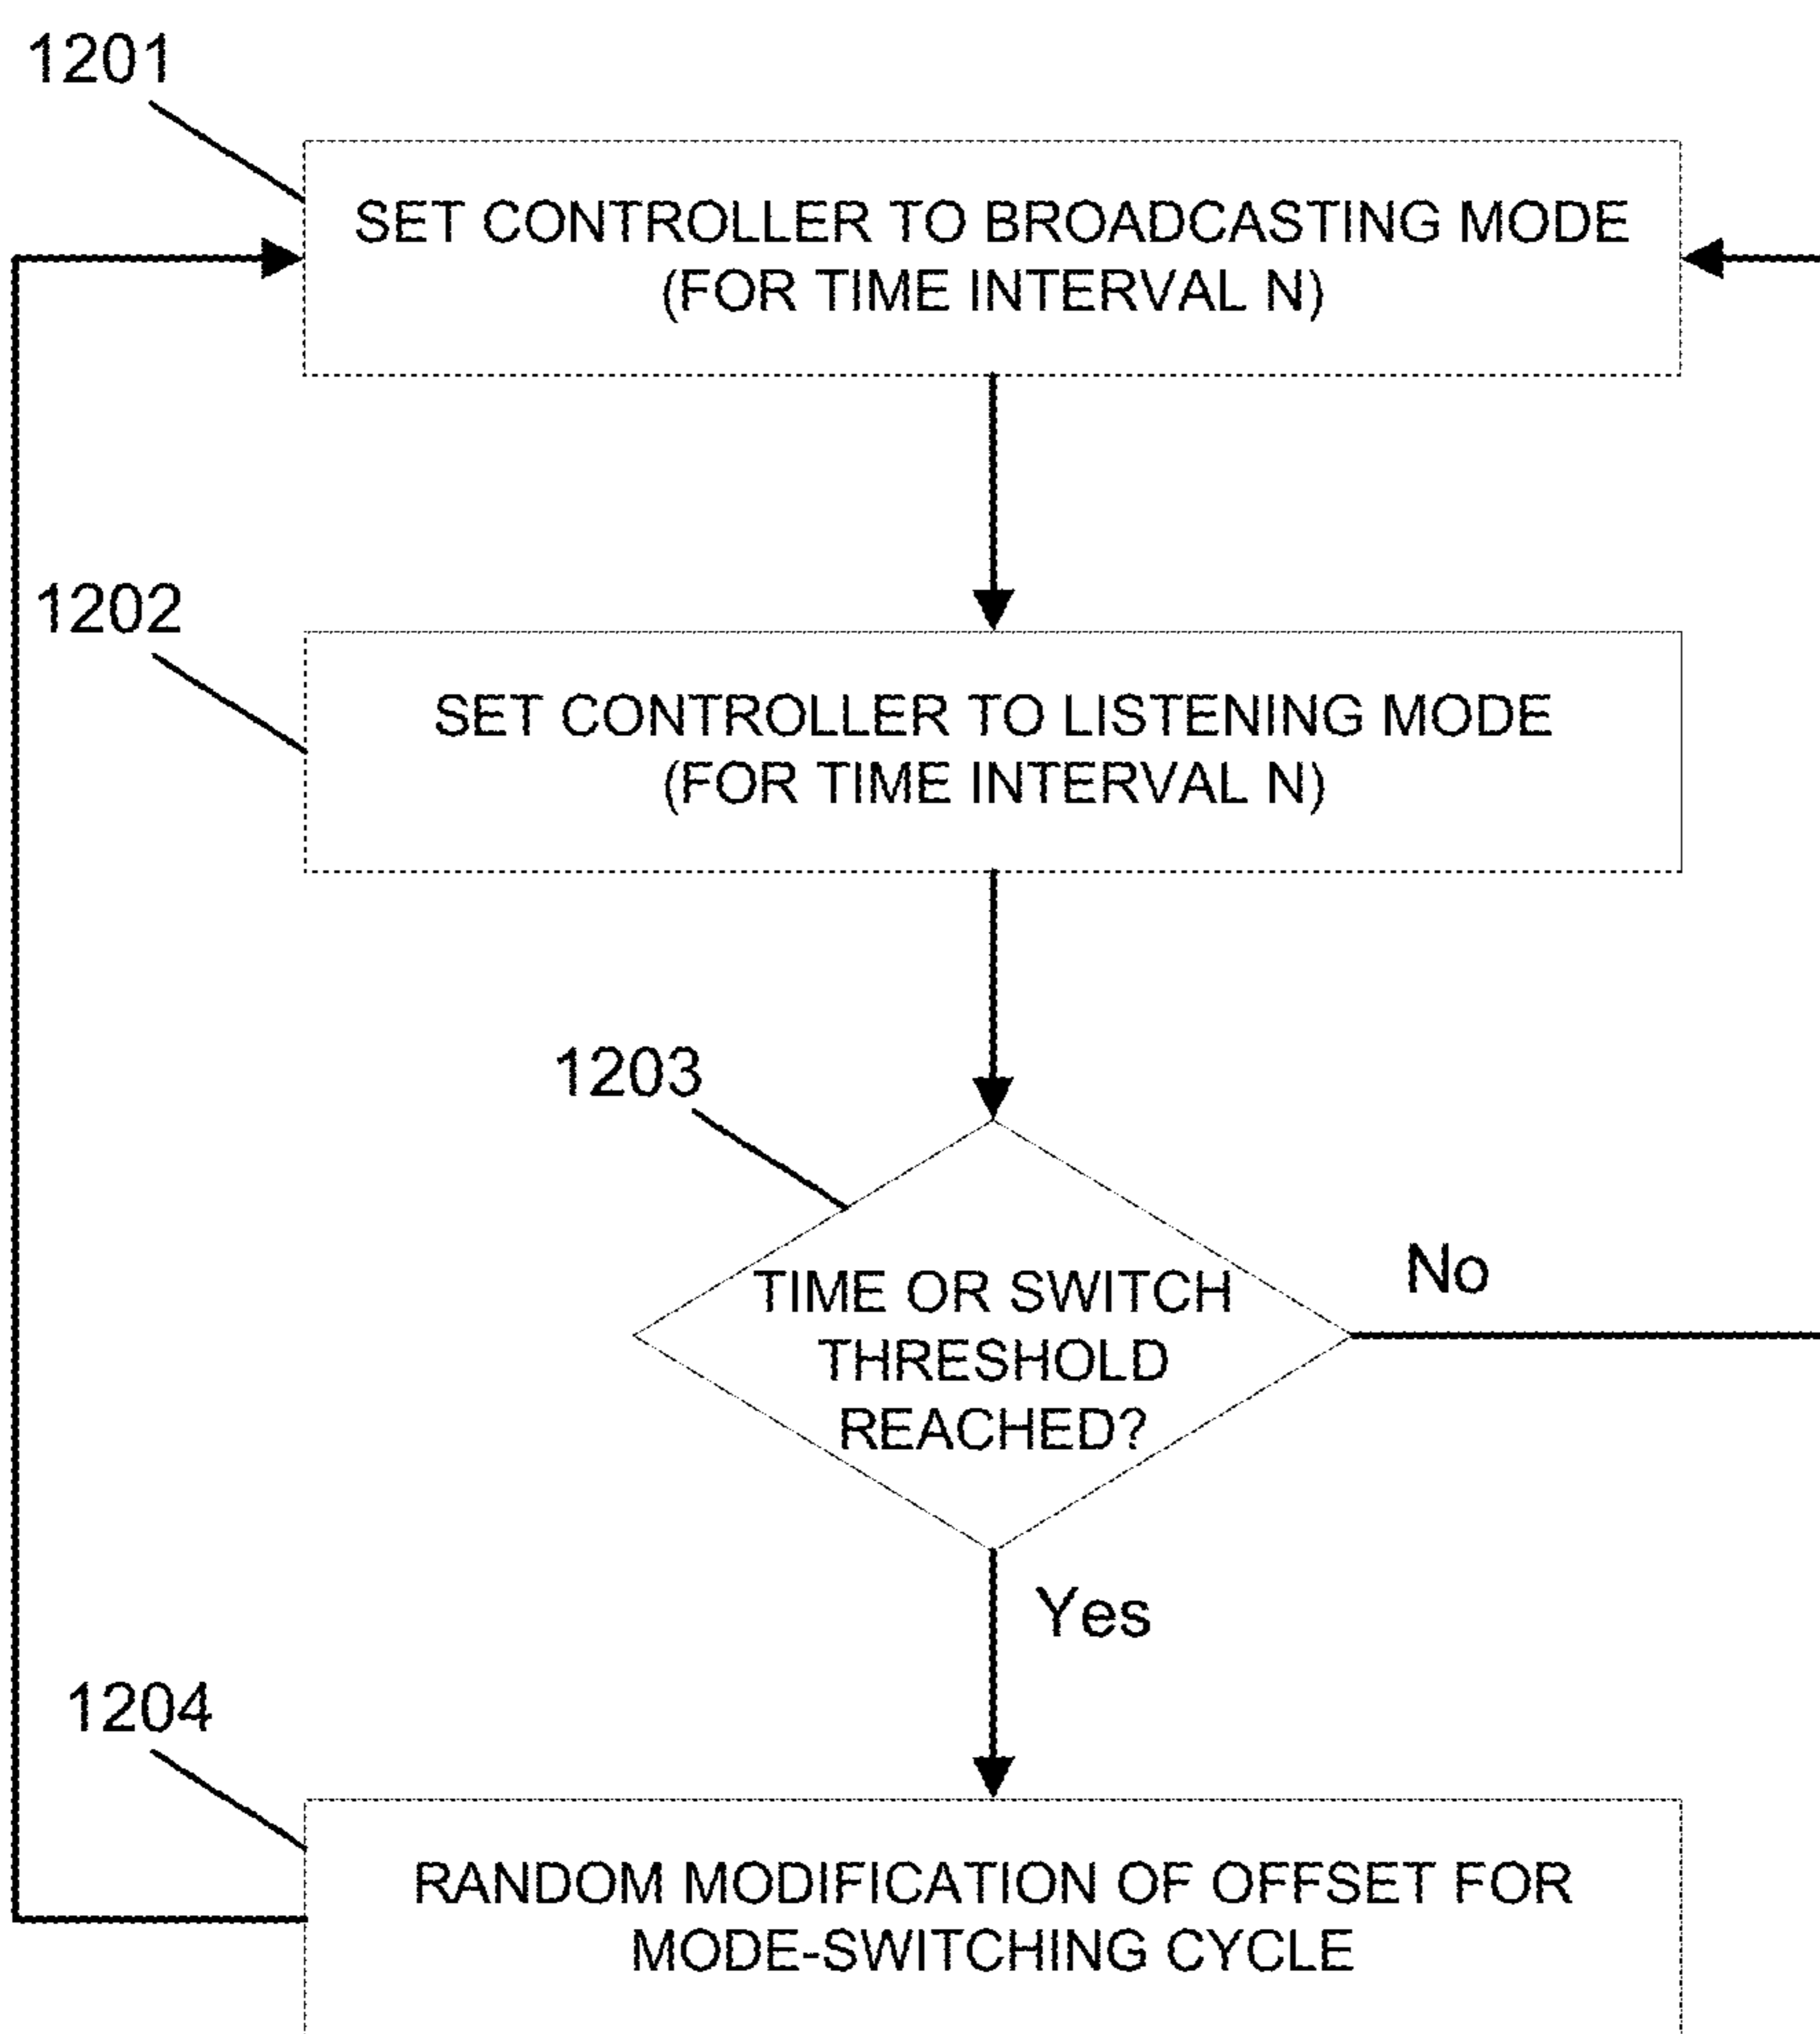 1201
SET CONTROLLER TO BROADCASTING MODE
(FOR TIME INTERVAL N)
1202
SET CONTROLLER TO LISTENING MODE
(FOR TIME INTERVAL N)
1203
TIME OR SWITCH
THRESHOLD
REACHED?
No
Yes
1204
RANDOM MODIFICATION OF OFFSET FOR
MODE-SWITCHING CYCLE